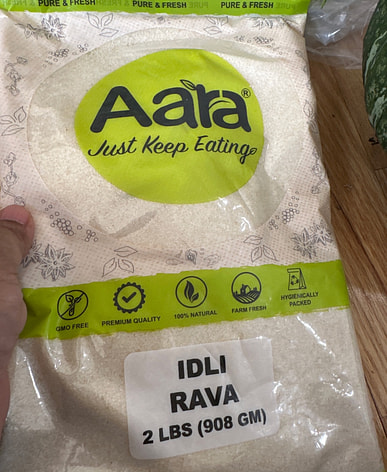 PURE & FRESH PURE & FRESH PURE & FRESH
Aara®
Just Keep Eating
GMO FREE
PREMIUM QUALITY
100% NATURAL
FARM FRESH
HYGIENICALLY
PACKED
IDLI
RAVA
2 LBS (908 GM)